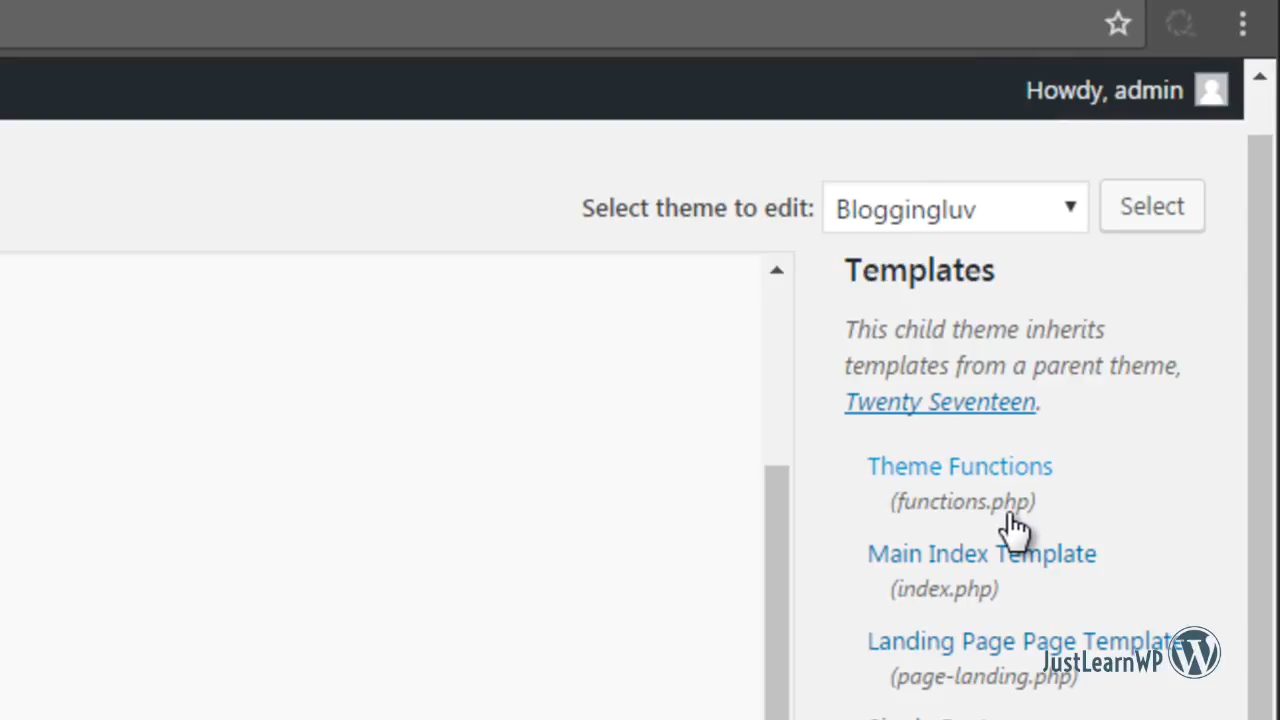 Howdy, admin
Select theme to edit: Bloggingluv Select
Templates
This child theme inherits
templates from a parent theme,
Twenty Seventeen.
Theme Functions
(functions.php)
Main Index Template
(index.php)
Landing Page Page Template
(page-landing.php)
JustLearnWP